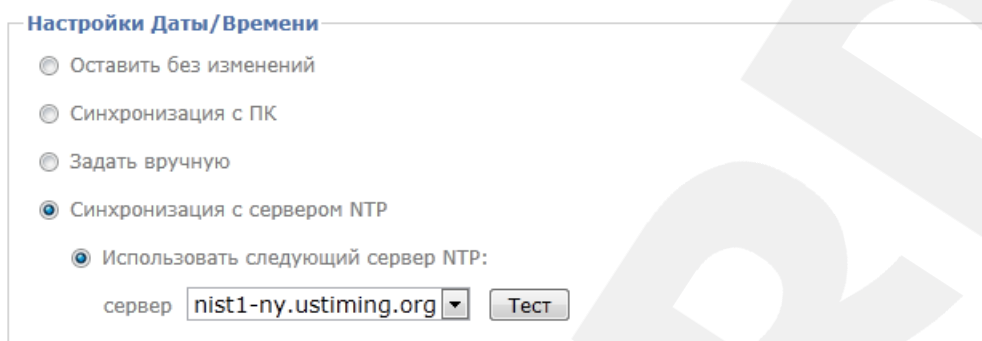 Настройки Даты/Времени
Оставить без изменений
Синхронизация с ПК
Задать вручную
Синхронизация с сервером NTP
Использовать следующий сервер NTP:
сервер nist1-ny.ustiming.org Тест